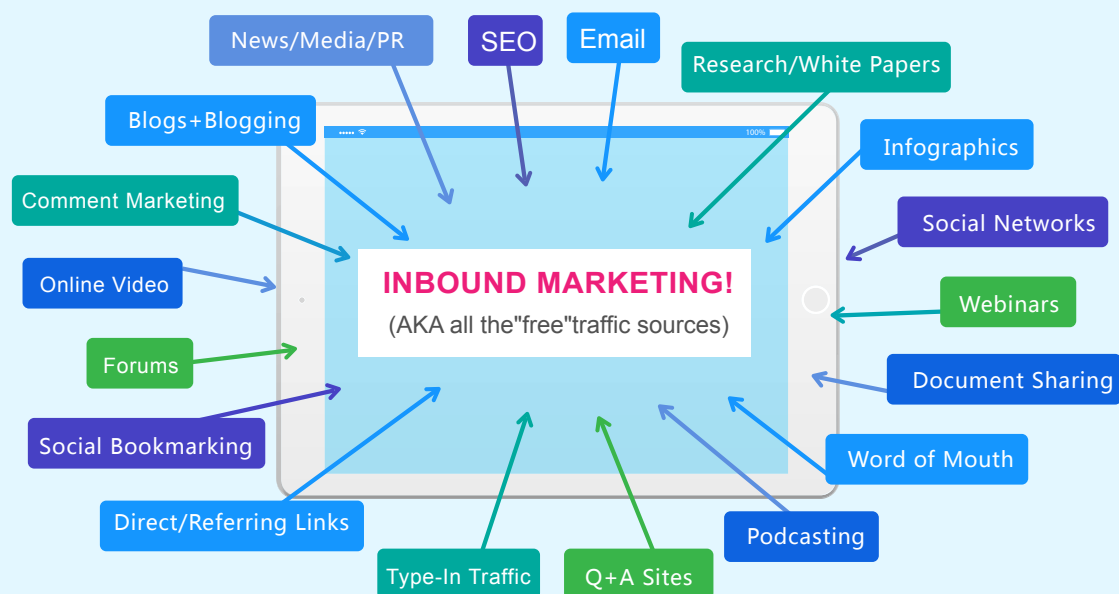 News/Media/PR
SEO
Email
Research/White Papers
Blogs+Blogging
100%
Infographics
Comment Marketing
Social Networks
Online Video
INBOUND MARKETING!
(AKA all the"free"traffic sources)
Webinars
Forums
Document Sharing
Social Bookmarking
Word of Mouth
Direct/Referring Links
Podcasting
Type-In Traffic
Q+A Sites